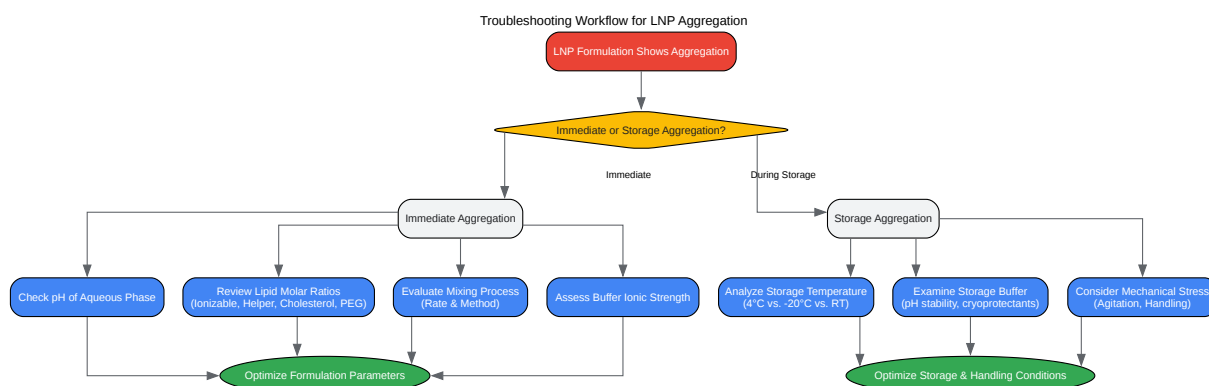 Troubleshooting Workflow for LNP Aggregation
LNP Formulation Shows Aggregation
Immediate or Storage Aggregation?
Immediate
During Storage
Immediate Aggregation
Storage Aggregation
Check pH of Aqueous Phase
Review Lipid Molar Ratios
(Ionizable, Helper, Cholesterol, PEG)
Evaluate Mixing Process
(Rate & Method)
Assess Buffer Ionic Strength
Analyze Storage Temperature
(4°C vs. -20°C vs. RT)
Examine Storage Buffer
(pH stability, cryoprotectants)
Consider Mechanical Stress
(Agitation, Handling)
Optimize Formulation Parameters
Optimize Storage & Handling Conditions